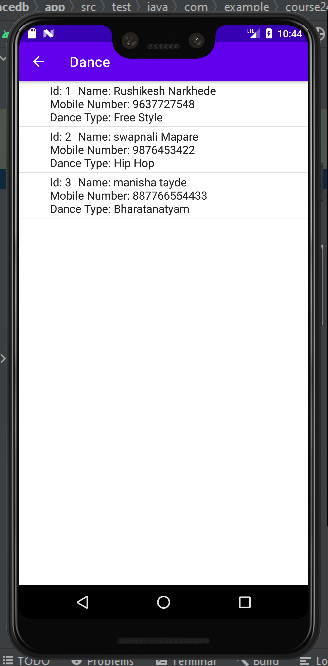 acedb
app
src
test
java
com
example
course2
10:44
Dance
Id: 1 Name: Rushikesh Narkhede
Mobile Number: 9637727548
Dance Type: Free Style
Id: 2 Name: swapnali Mapare
Mobile Number: 9876453422
Dance Type: Hip Hop
Id: 3 Name: manisha tayde
Mobile Number: 887766554433
Dance Type: Bharatanatyam
TODO
Problems
Terminal
Build